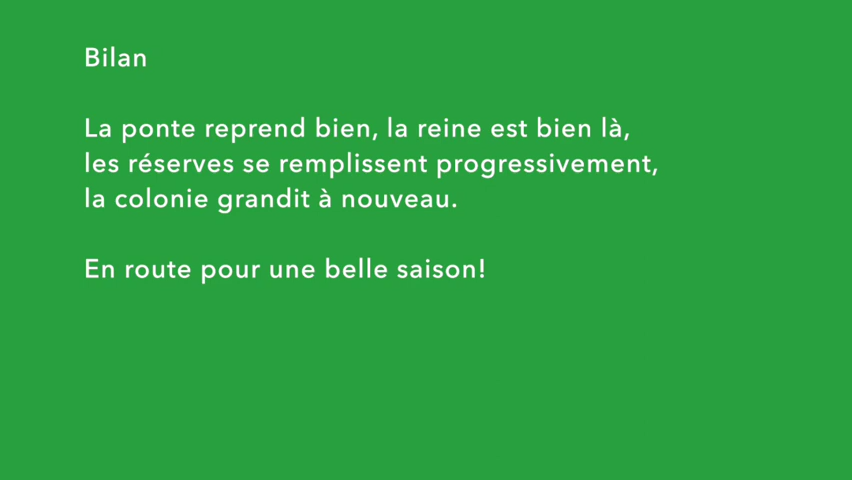 Bilan
La ponte reprend bien, la reine est bien là,
les réserves se remplissent progressivement,
la colonie grandit à nouveau.
En route pour une belle saison!